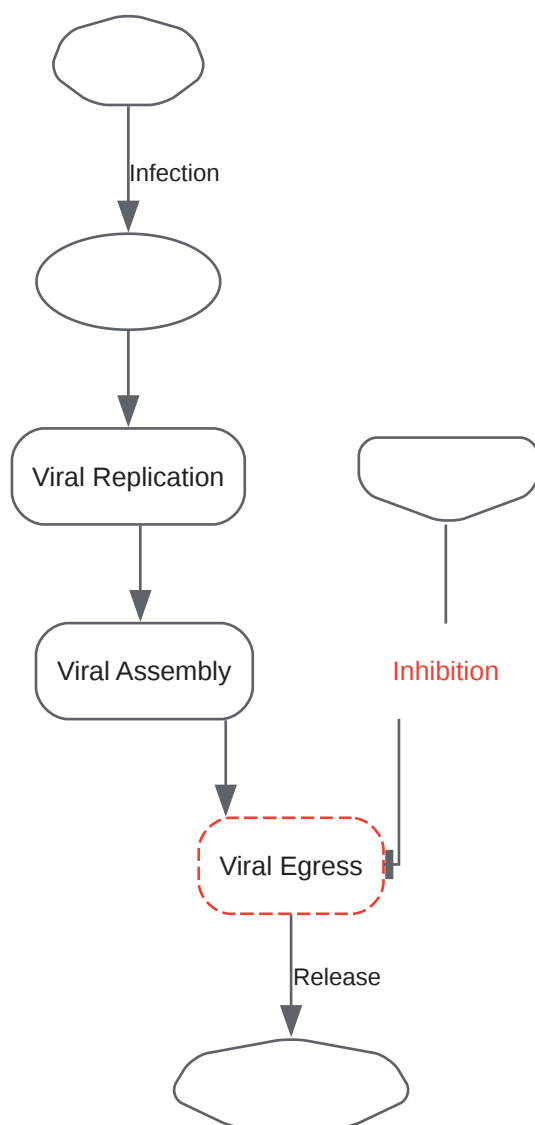 Infection
Viral Replication
Viral Assembly
Inhibition
Viral Egress
Release